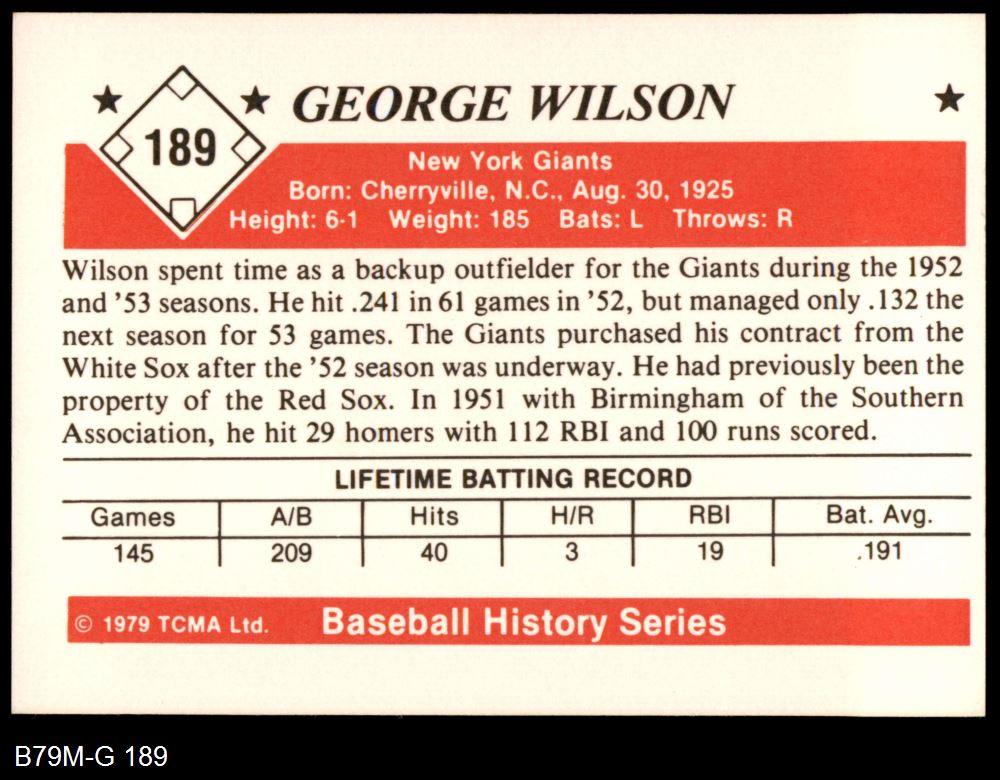 189
GEORGE WILSON
New York Giants
Born: Cherryville, N.C., Aug. 30, 1925
Height: 6-1 Weight: 185 Bats: L Throws: R
Wilson spent time as a backup outfielder for the Giants during the 1952
and '53 seasons. He hit .241 in 61 games in '52, but managed only .132 the
next season for 53 games. The Giants purchased his contract from the
White Sox after the '52 season was underway. He had previously been the
property of the Red Sox. In 1951 with Birmingham of the Southern
Association, he hit 29 homers with 112 RBI and 100 runs scored.
LIFETIME BATTING RECORD
Games A/B Hits H/R RBI Bat. Avg.
145 209 40 3 19 .191
© 1979 TCMA Ltd. Baseball History Series
B79M-G 189